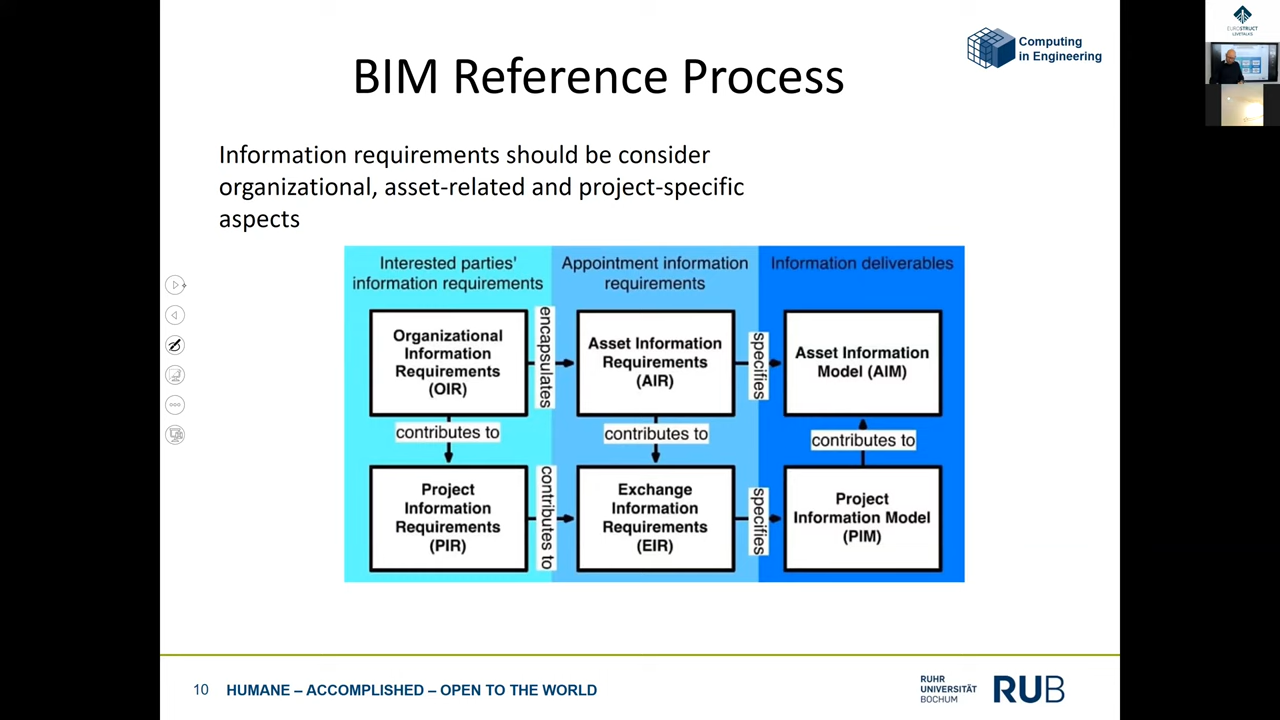 BIM Reference Process
Computing
in Engineering
EUROSTRUCT
LIVETALKS
Information requirements should be consider
organizational, asset-related and project-specific
aspects
Interested parties'
information requirements
Appointment information
requirements
Information deliverables
Organizational
Information
Requirements
(OIR)
encapsulates
Asset Information
Requirements
(AIR)
specifies
Asset Information
Model (AIM)
contributes to
contributes to
contributes to
Project
Information
Requirements
(PIR)
contributes to
Exchange
Information
Requirements
(EIR)
specifies
Project
Information Model
(PIM)
10
HUMANE – ACCOMPLISHED – OPEN TO THE WORLD
RUHR
UNIVERSITÄT
BOCHUM
RUB